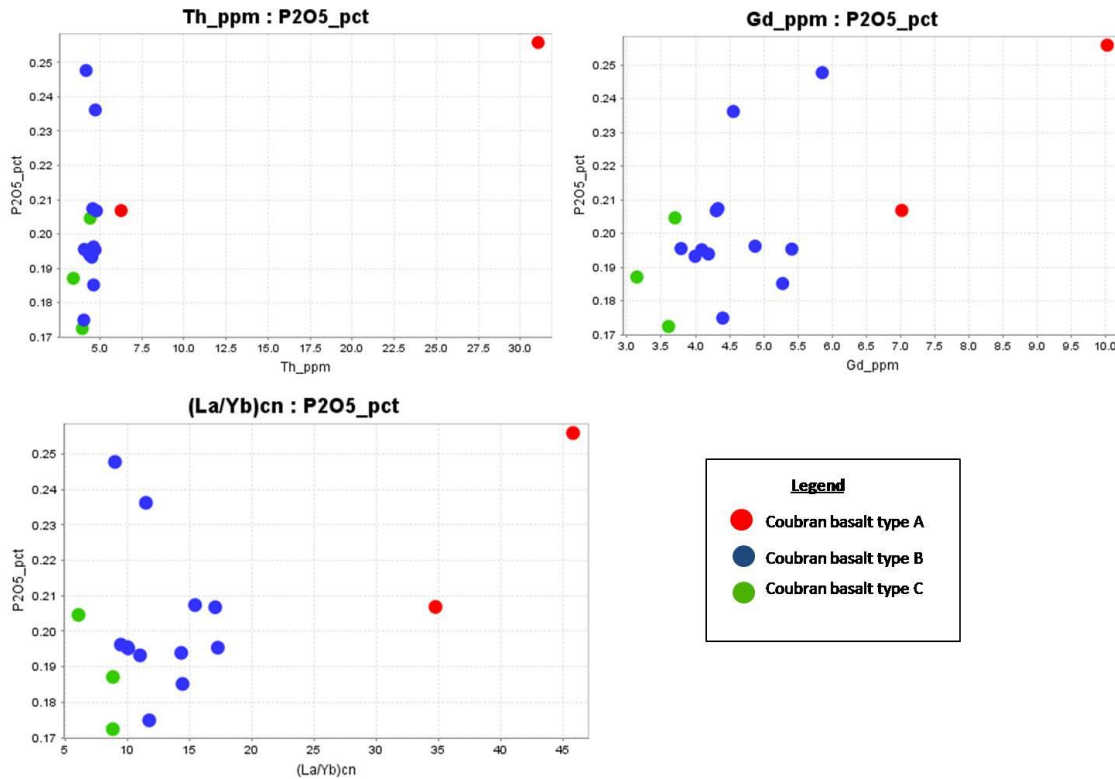 Th_ppm : P2O5_pct
0.25
0.24
0.23
0.22
0.21
0.20
0.19
0.18
0.17
P2O5_pct
5.0 7.5 10.0 12.5 15.0 17.5 20.0 22.5 25.0 27.5 30.0
Th_ppm
Gd_ppm : P2O5_pct
0.25
0.24
0.23
0.22
0.21
0.20
0.19
0.18
0.17
P2O5_pct
3.0 3.5 4.0 4.5 5.0 5.5 6.0 6.5 7.0 7.5 8.0 8.5 9.0 9.5 10.0
Gd_ppm
(La/Yb)cn : P2O5_pct
0.25
0.24
0.23
0.22
0.21
0.20
0.19
0.18
0.17
P2O5_pct
5 10 15 20 25 30 35 40 45
(La/Yb)cn
Legend
Coubran basalt type A
Coubran basalt type B
Coubran basalt type C